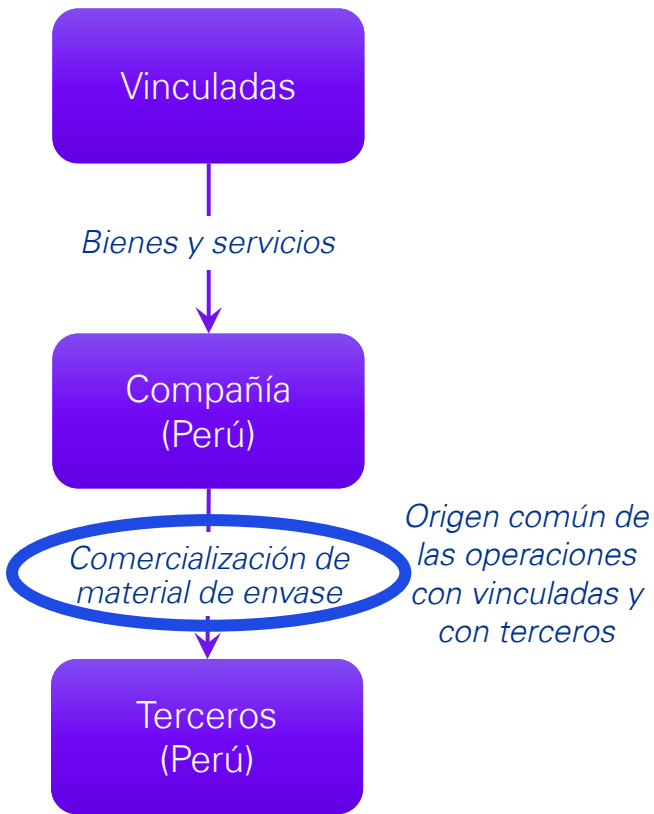 Vinculadas
Bienes y servicios
Compañía
(Perú)
Comercialización de
material de envase
Origen común de
las operaciones
con vinculadas y
con terceros
Terceros
(Perú)